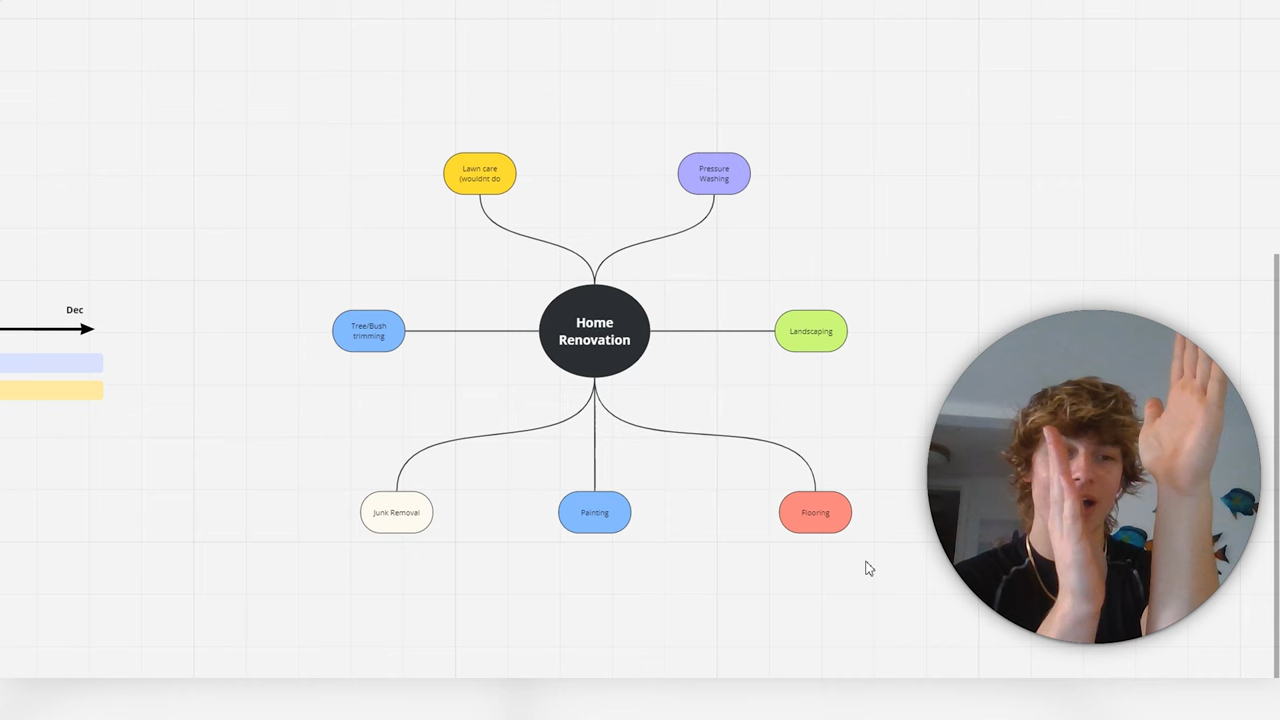 Lawn care
(wouldnt do
Pressure
Washing
Dec
Home
Renovation
Tree/Bush
trimming
Landscaping
Junk Removal
Painting
Flooring